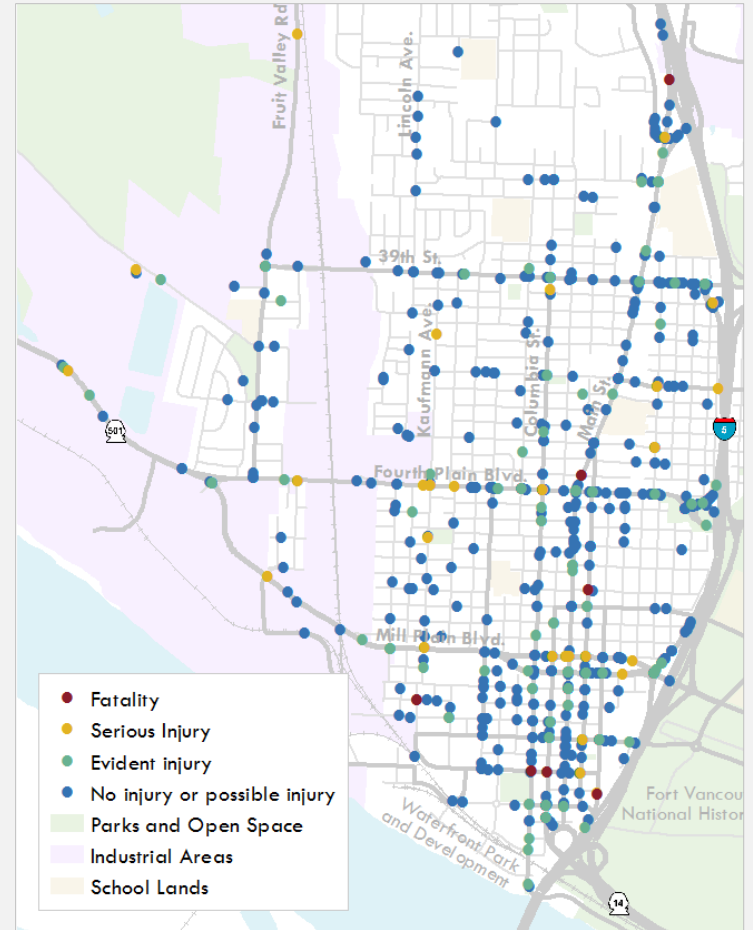 Fruit Valley Rd
Lincoln Ave.
39th St.
Kaufmann Ave.
Columbia St.
Main St.
5
501
Fourth Plain Blvd.
Mill Plain Blvd.
Fatality
Serious Injury
Evident injury
No injury or possible injury
Parks and Open Space
Industrial Areas
School Lands
Fort Vancou
National Histor
Waterfront Park
and Development
14